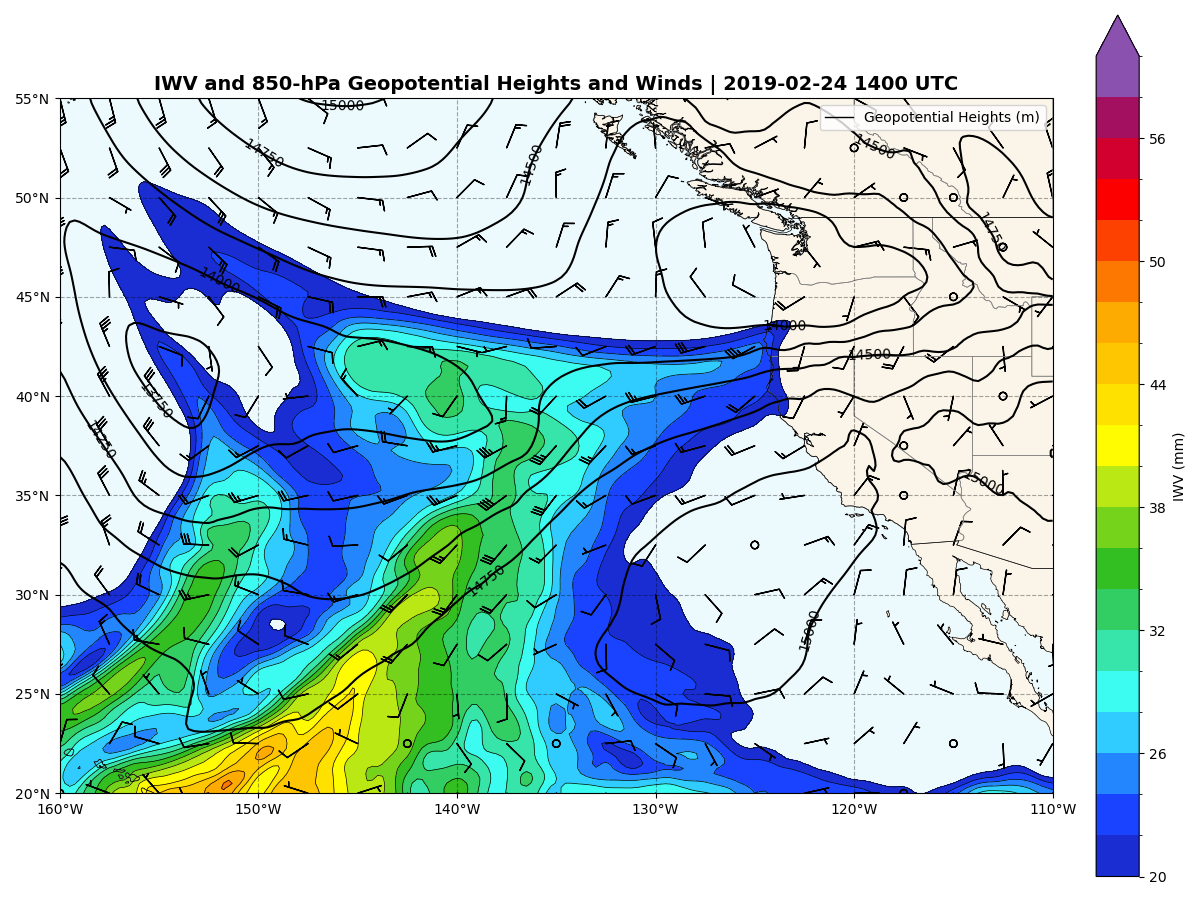 IWV and 850-hPa Geopotential Heights and Winds | 2019-02-24 1400 UTC
Geopotential Heights (m)
55°N
50°N
45°N
40°N
35°N
30°N
25°N
20°N
160°W
150°W
140°W
130°W
120°W
110°W
15000
14750
14500
14500
14750
14000
14000
14500
13750
14250
15000
14750
15000
56
50
44
38
32
26
20
IWV (mm)